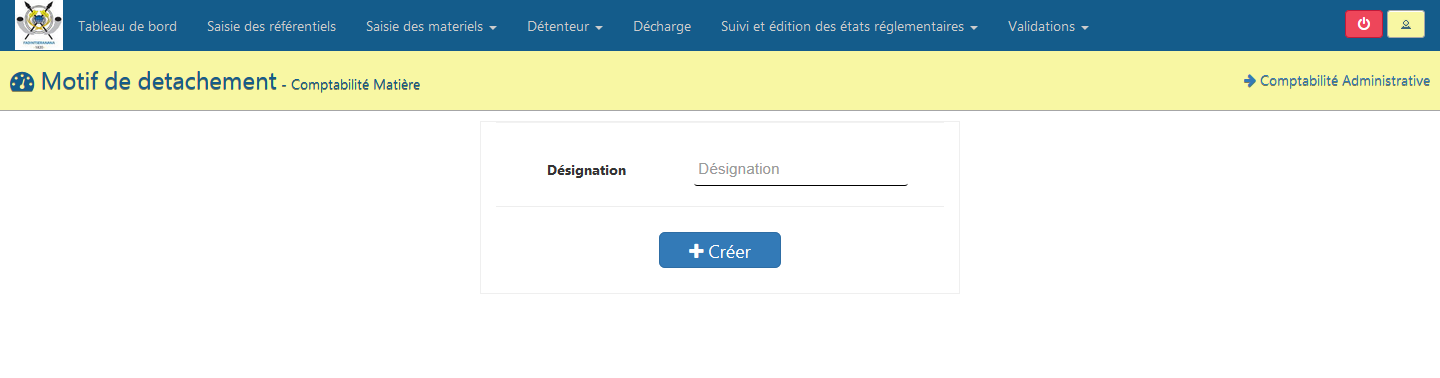 Tableau de bord Saisie des référentiels Saisie des materiels Détenteur Décharge Suivi et édition des états réglementaires Validations
Motif de detachement - Comptabilité Matière
Comptabilité Administrative
Désignation
Désignation
Créer